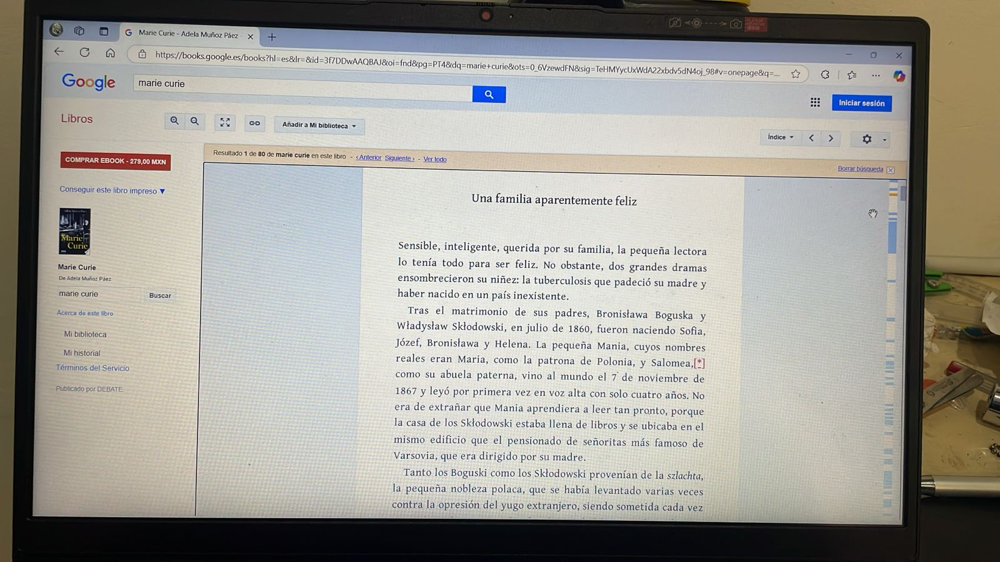 Marie Curie - Adela Muñoz Páez
https://books.google.es/books?hl=es&lr=&id=3f7DDwAAQBAJ&oi=fnd&pg=PT4&dq=marie+curie&ots=0_6VzewdFN&sig=TeHMYycUxWdA22xbdv5dN4oj_98#v=onepage&q=...
Google
marie curie
Iniciar sesión
Libros
Añadir a Mi biblioteca
Índice
COMPRAR EBOOK - 279,00 MXN
Resultado 1 de 80 de marie curie en este libro - ‹Anterior Siguiente› - Ver todo
Borrar búsqueda
Conseguir este libro impreso ▼
Marie
Curie
Marie Curie
De Adela Muñoz Páez
marie curie
Buscar
Acerca de este libro
Mi biblioteca
Mi historial
Términos del Servicio
Publicado por DEBATE
Una familia aparentemente feliz
Sensible, inteligente, querida por su familia, la pequeña lectora
lo tenía todo para ser feliz. No obstante, dos grandes dramas
ensombrecieron su niñez: la tuberculosis que padeció su madre y
haber nacido en un país inexistente.
Tras el matrimonio de sus padres, Bronisława Boguska y
Władysław Skłodowski, en julio de 1860, fueron naciendo Sofia,
Józef, Bronisława y Helena. La pequeña Mania, cuyos nombres
reales eran Maria, como la patrona de Polonia, y Salomea,[*]
como su abuela paterna, vino al mundo el 7 de noviembre de
1867 y leyó por primera vez en voz alta con solo cuatro años. No
era de extrañar que Mania aprendiera a leer tan pronto, porque
la casa de los Skłodowski estaba llena de libros y se ubicaba en el
mismo edificio que el pensionado de señoritas más famoso de
Varsovia, que era dirigido por su madre.
Tanto los Boguski como los Skłodowski provenían de la szlachta,
la pequeña nobleza polaca, que se había levantado varias veces
contra la opresión del yugo extranjero, siendo sometida cada vez